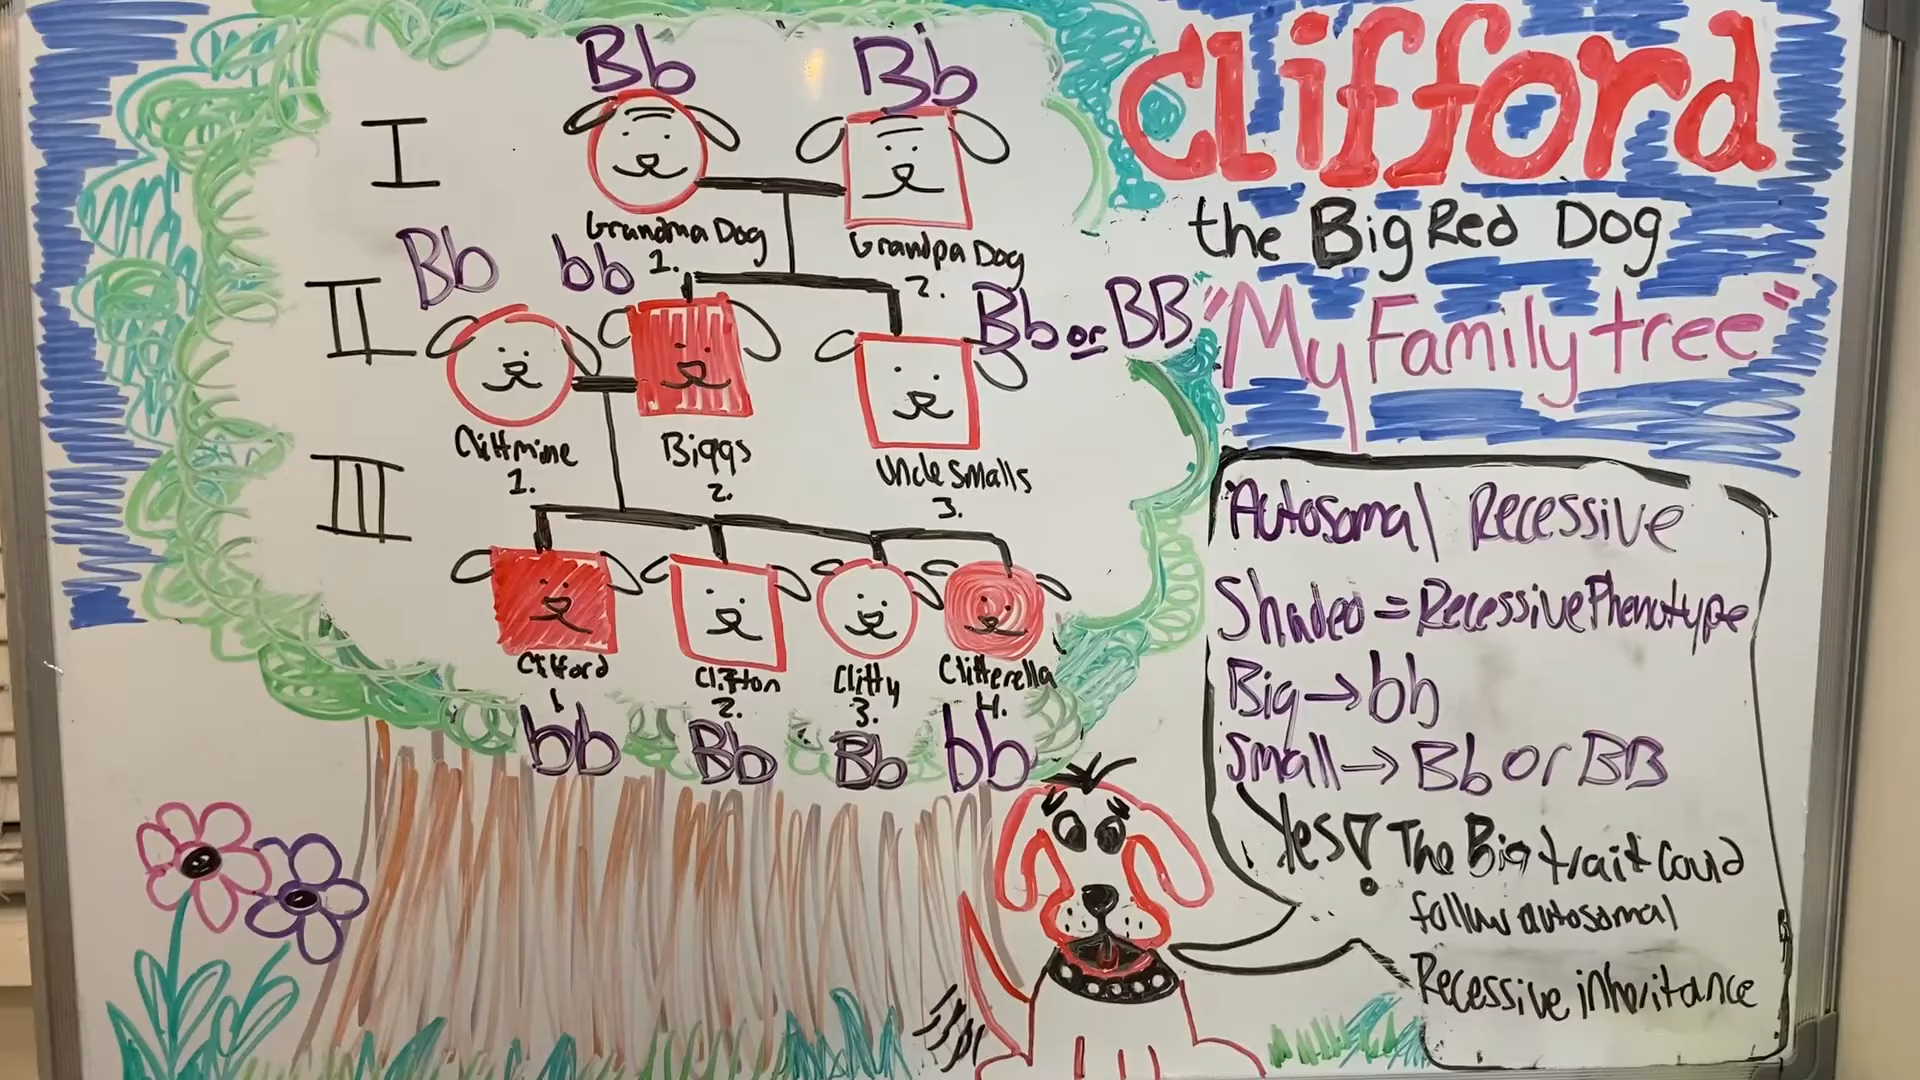 Clifford
the Big Red Dog
"My Family tree"
Bb Bb
I
Grandma Dog
1.
Grandpa Dog
2.
II
Bb bb Bb or BB
Cliffmine
1.
Biggs
2.
Uncle Smalls
3.
III
Clifford
1.
Clifton
2.
Cliffy
3.
Clifferella
4.
bb Bb Bb bb
Autosomal Recessive
Shaded = Recessive Phenotype
Big → bb
Small → Bb or BB
Yes! The Big trait could
follow autosomal
Recessive inheritance